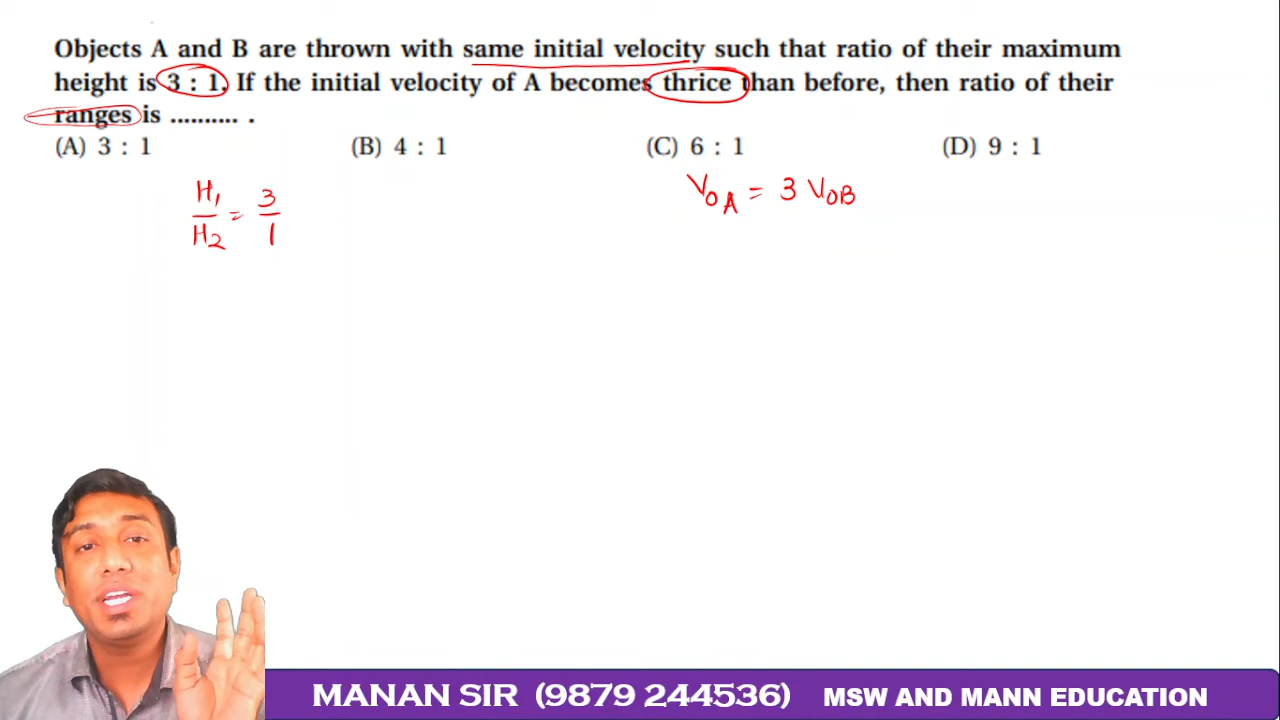 Objects A and B are thrown with same initial velocity such that ratio of their maximum
height is 3 : 1. If the initial velocity of A becomes thrice than before, then ratio of their
ranges is .......... .
(A) 3 : 1 (B) 4 : 1 (C) 6 : 1 (D) 9 : 1
H1/H2 = 3/1
VOA = 3 VOB
MANAN SIR (9879 244536) MSW AND MANN EDUCATION